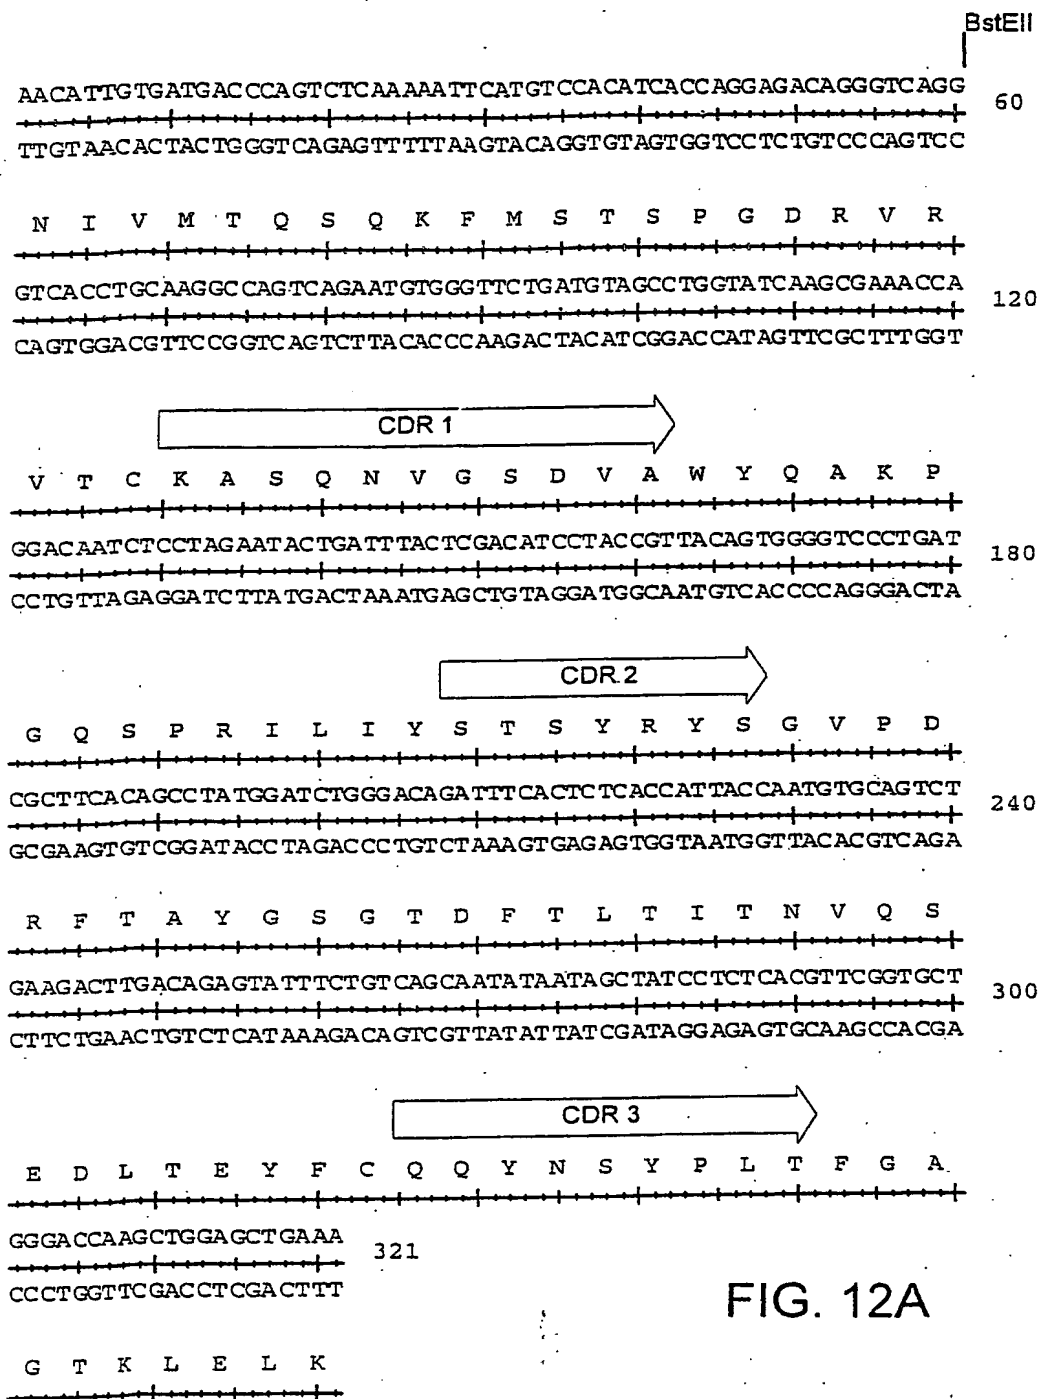 BstEII
AACATTGTGATGACCCAGTCTCAAAAATTCATGTCCACATCACCAGGAGACAGGGTCAGG
60
TTGTAACACTACTGGGTCAGAGTTTTTAAGTACAGGTGTAGTGGTCCTCTGTCCCAGTCC
N I V M T Q S Q K F M S T S P G D R V R
GTCACCTGCAAGGCCAGTCAGAATGTGGGTTCTGATGTAGCCTGGTATCAAGCGAAACCA
120
CAGTGGACGTTCCGGTCAGTCTTACACCCAAGACTACATCGGACCATAGTTCGCTTTGGT
CDR 1
V T C K A S Q N V G S D V A W Y Q A K P
GGACAATCTCCTAGAATACTGATTTACTCGACATCCTACCGTTACAGTGGGGTCCCTGAT
180
CCTGTTAGAGGATCTTATGACTAAATGAGCTGTAGGATGGCAATGTCACCCCAGGGACTA
CDR 2
G Q S P R I L I Y S T S Y R Y S G V P D
CGCTTCACAGCCTATGGATCTGGGACAGATTTCACTCTCACCATTACCAATGTGCAGTCT
240
GCGAAGTGTCGGATACCTAGACCCTGTCTAAAGTGAGAGTGGTAATGGTTACACGTCAGA
R F T A Y G S G T D F T L T I T N V Q S
GAAGACTTGACAGAGTATTTCTGTCAGCAATATAATAGCTATCCTCTCACGTTCGGTGCT
300
CTTCTGAACTGTCTCATAAAGACAGTCGTTATATTATCGATAGGAGAGTGCAAGCCACGA
CDR 3
E D L T E Y F C Q Q Y N S Y P L T F G A
GGGACCAAGCTGGAGCTGAAA
321
CCCTGGTTCGACCTCGACTTT
FIG. 12A
G T K L E L K